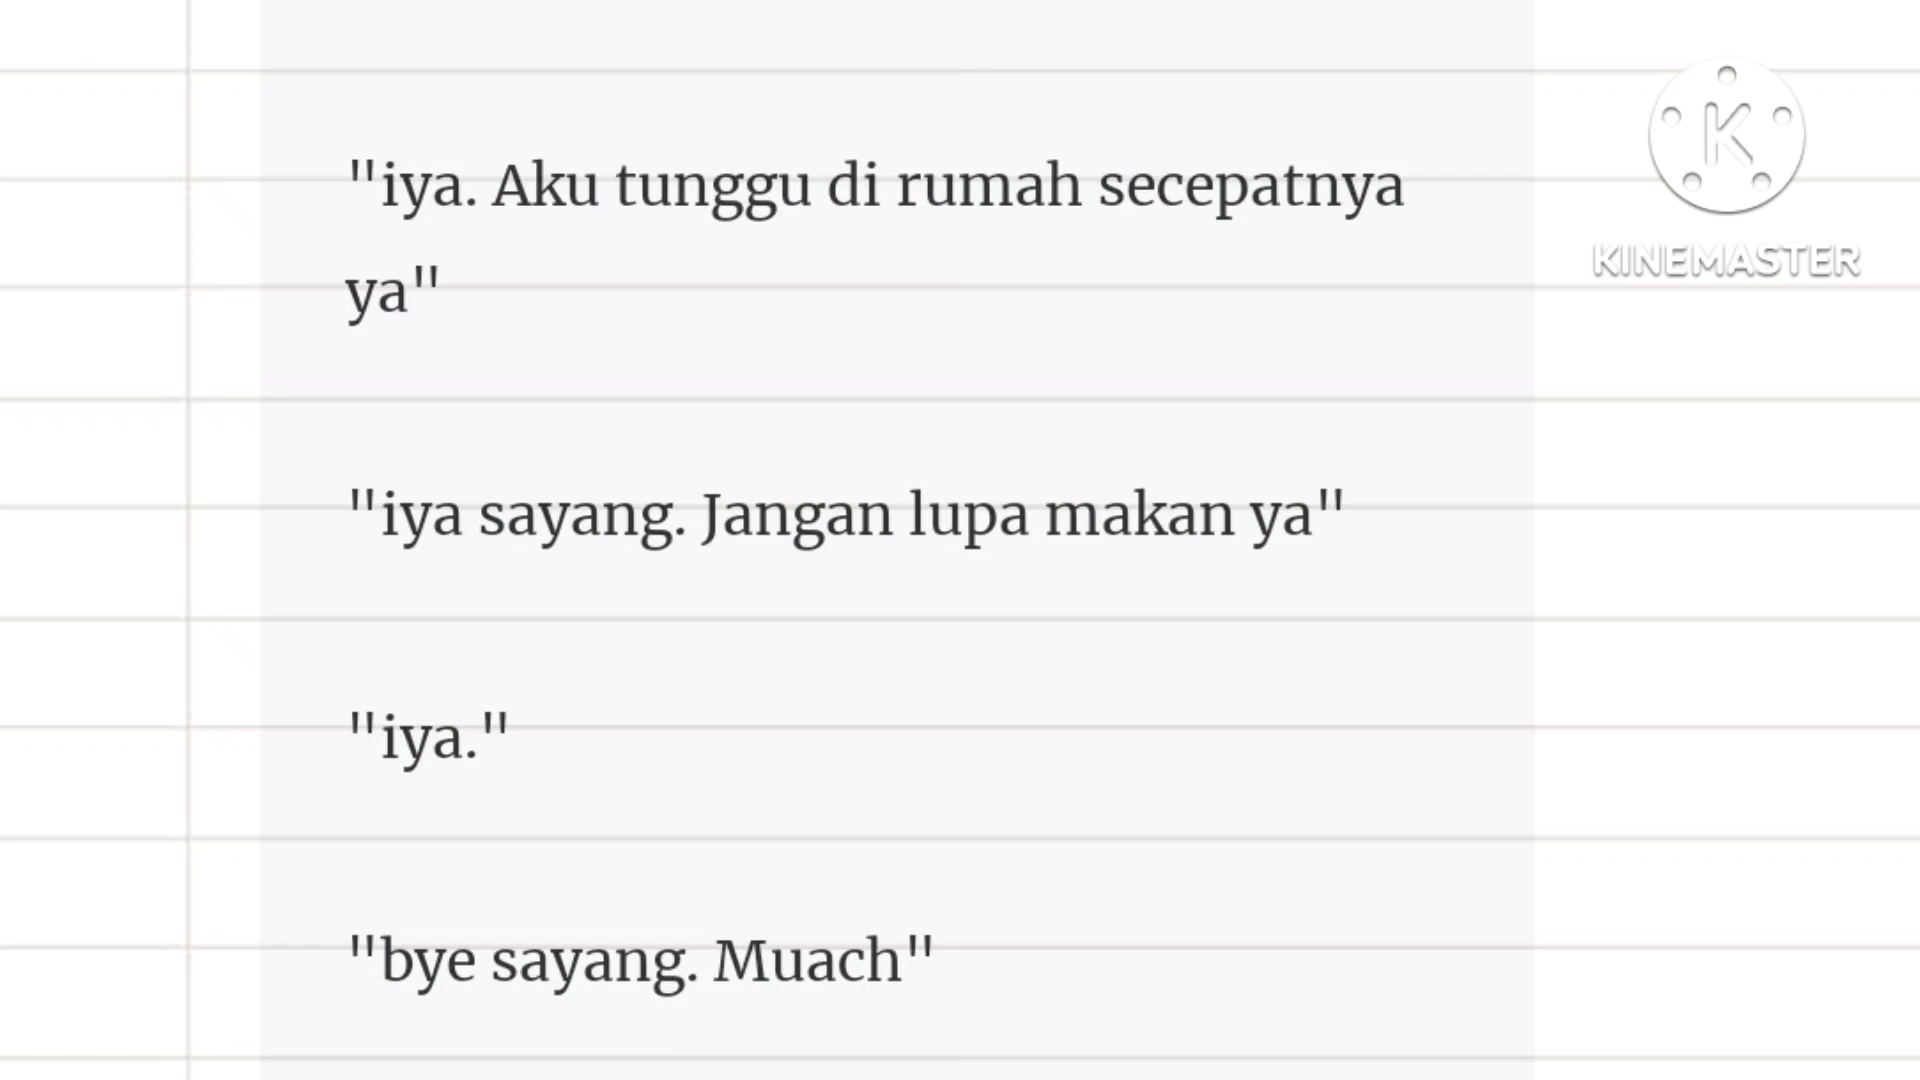 "iya. Aku tunggu di rumah secepatnya
ya"
"iya sayang. Jangan lupa makan ya"
"iya."
"bye sayang. Muach"
K
KINEMASTER